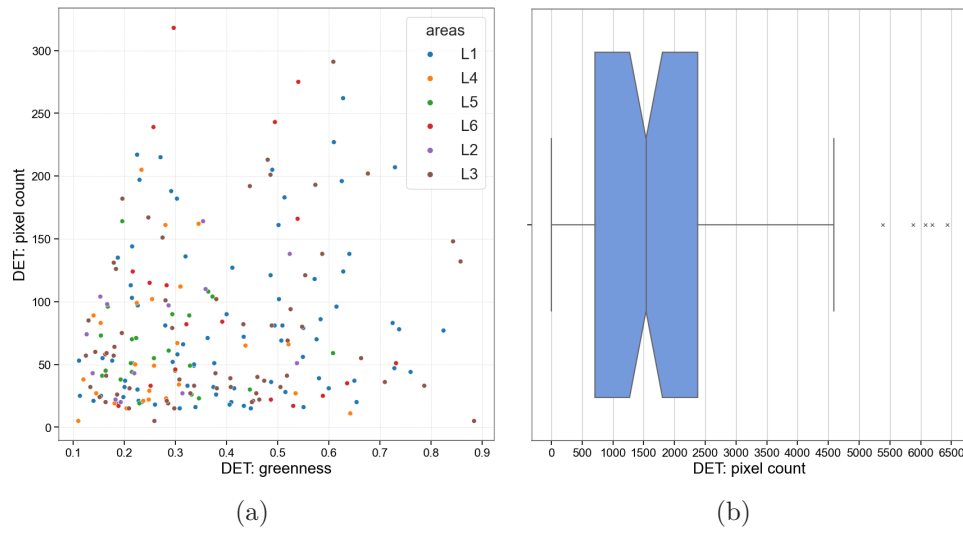 areas
L1
L4
L5
L6
L2
L3
300
250
200
150
100
50
0
0.1 0.2 0.3 0.4 0.5 0.6 0.7 0.8 0.9
DET: greenness
DET: pixel count
(a)
0 500 1000 1500 2000 2500 3000 3500 4000 4500 5000 5500 6000 6500
DET: pixel count
(b)